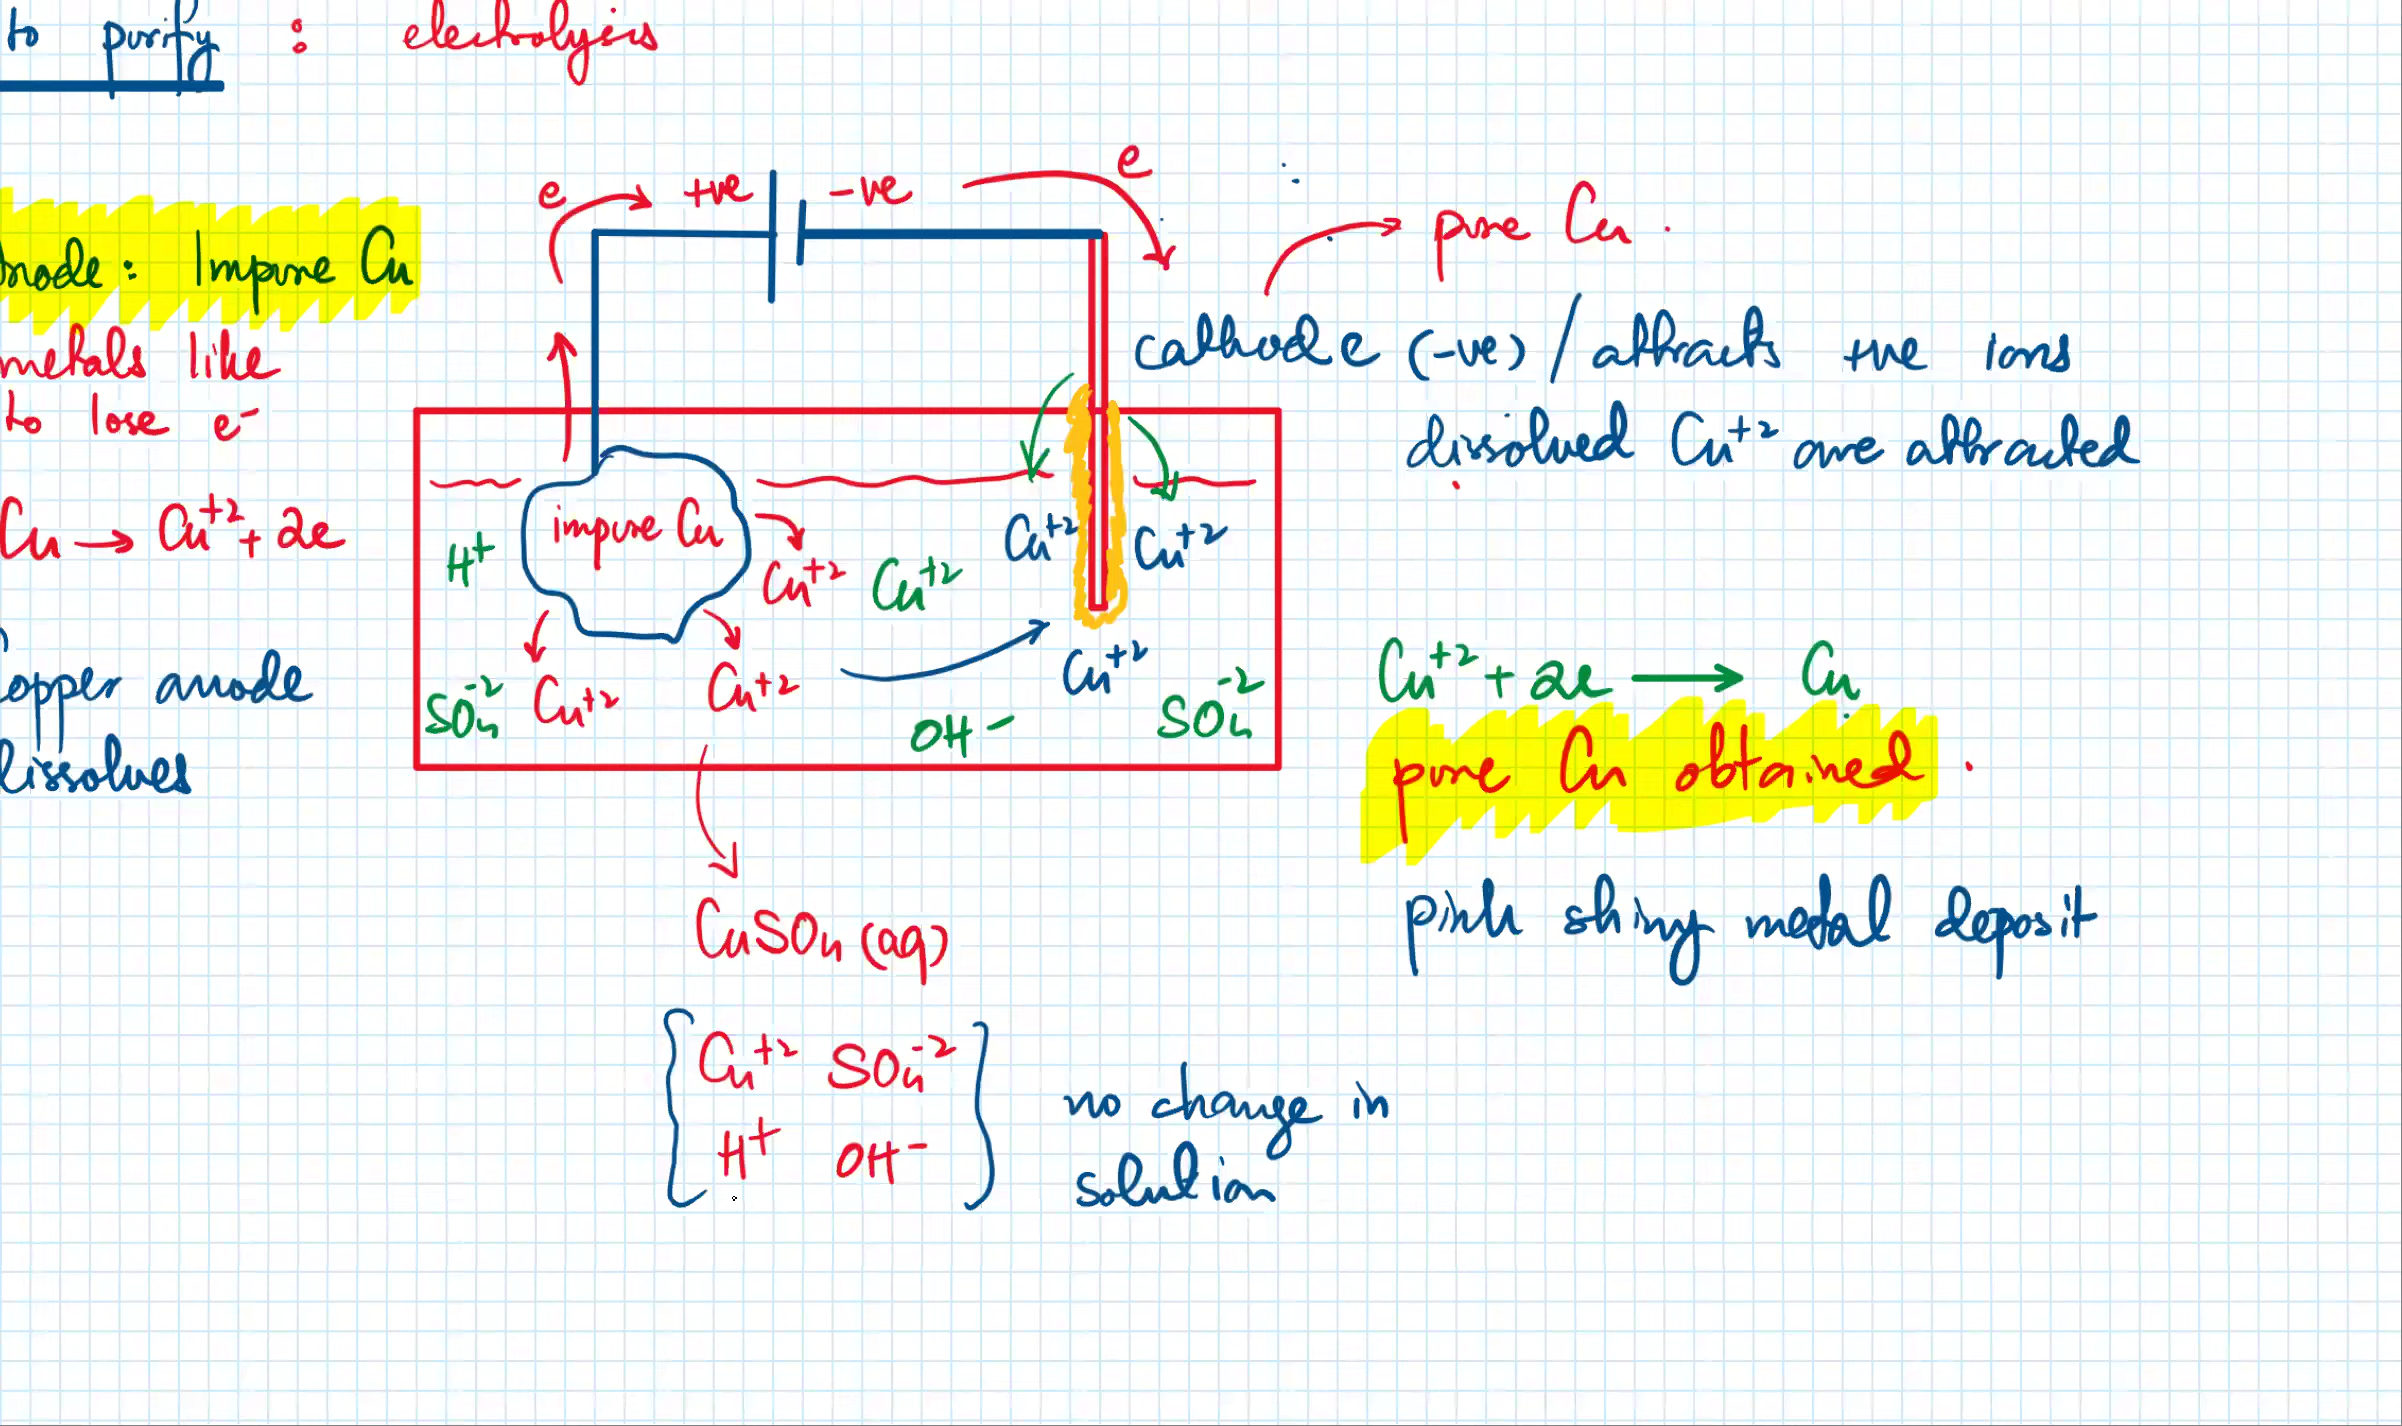 to purify : electrolysis
e +ve -ve e
pure Cu.
node: Impure Cu
metals like
to lose e⁻
Cu → Cu⁺² + 2e
opper anode
issolves
cathode (-ve) / attracts +ve ions
dissolved Cu⁺² are attracted
impure Cu
H⁺ Cu⁺² Cu⁺² Cu⁺² Cu⁺²
SO₄⁻² Cu⁺² Cu⁺² OH⁻ Cu⁺² SO₄⁻²
Cu⁺² + 2e → Cu
pure Cu obtained.
pink shiny metal deposit
CuSO₄ (aq)
Cu⁺² SO₄⁻²
H⁺ OH⁻
no change in
solution